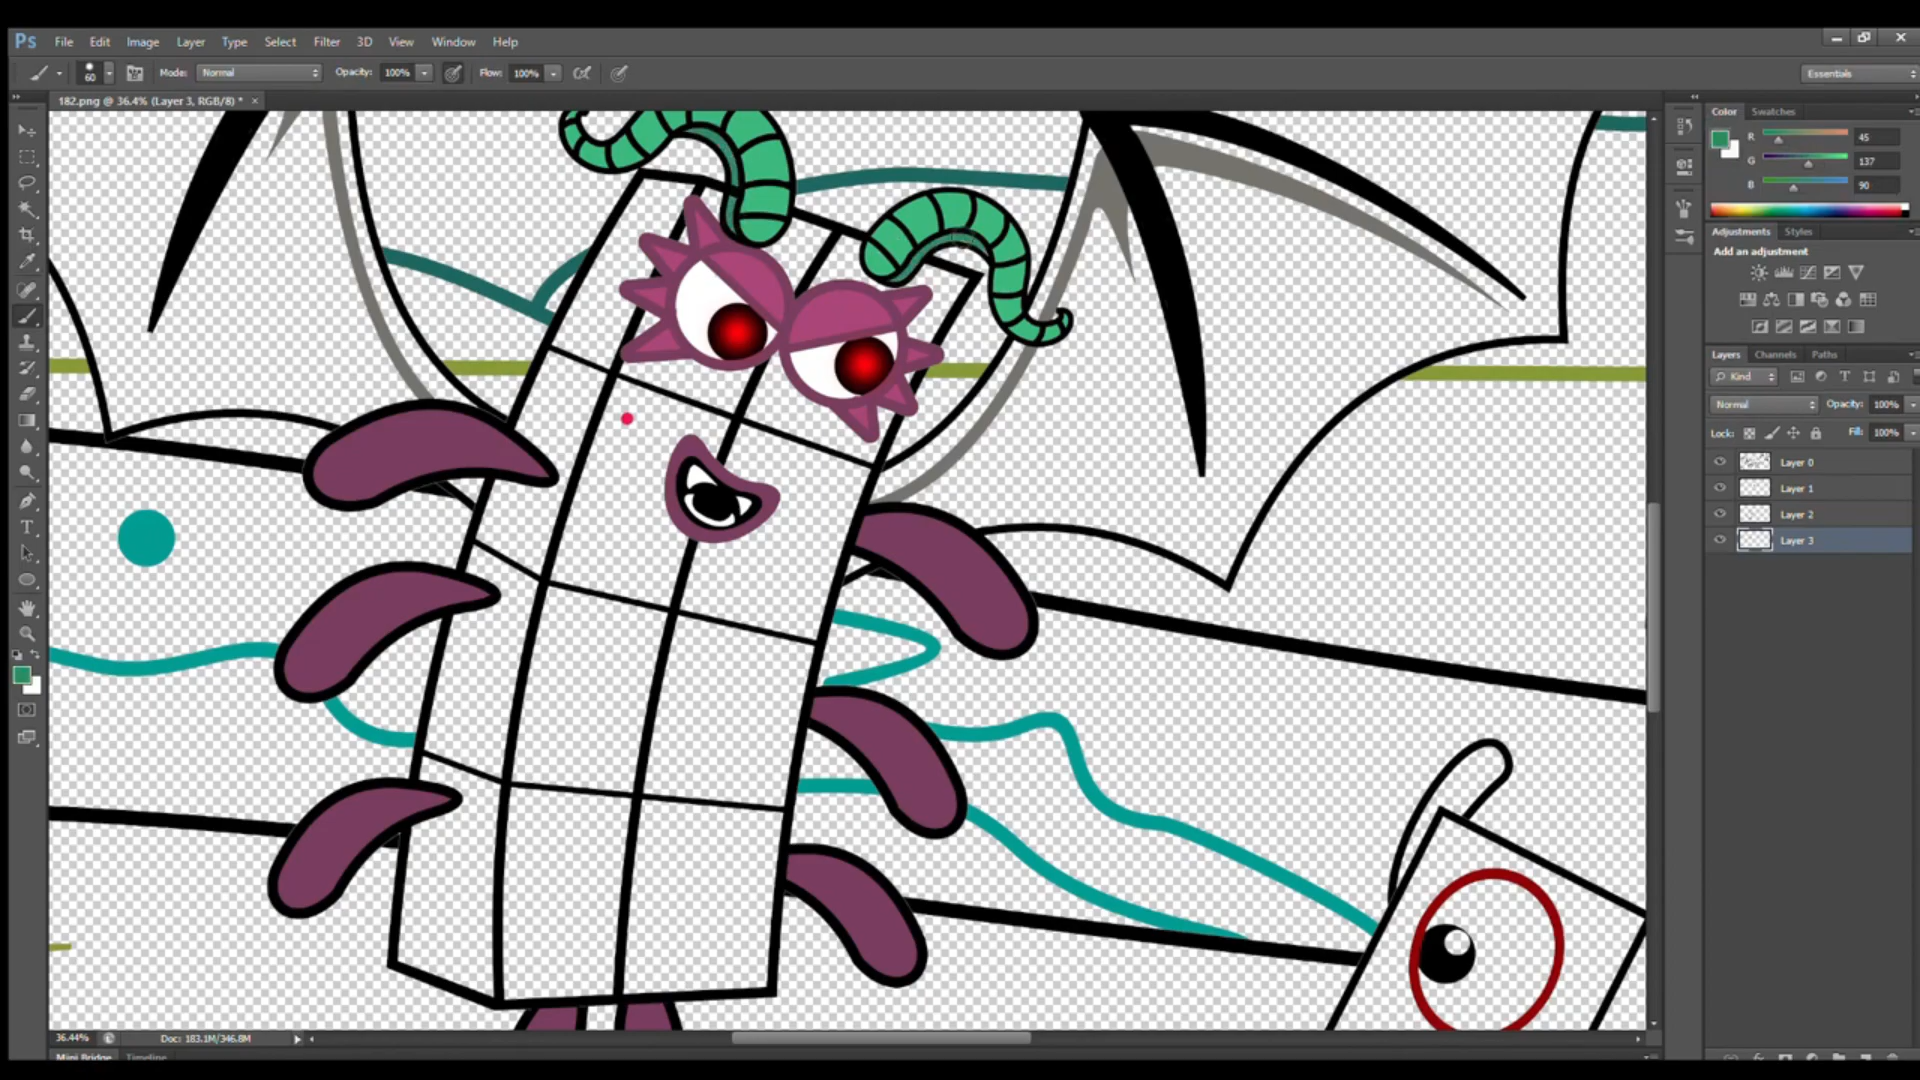 Ps File Edit Image Layer Type Select Filter 3D View Window Help
60 Mode: Normal Opacity: 100% Flow: 100% Essentials
182.png @ 36.4% (Layer 3, RGB/8) * ×
Color Swatches
R 45
G 137
B 90
Adjustments Styles
Add an adjustment
Layers Channels Paths
Kind
Normal Opacity: 100%
Lock: Fill: 100%
Layer 0
Layer 1
Layer 2
Layer 3
36.44% Doc: 183.1M/346.8M
Mini Bridge Timeline